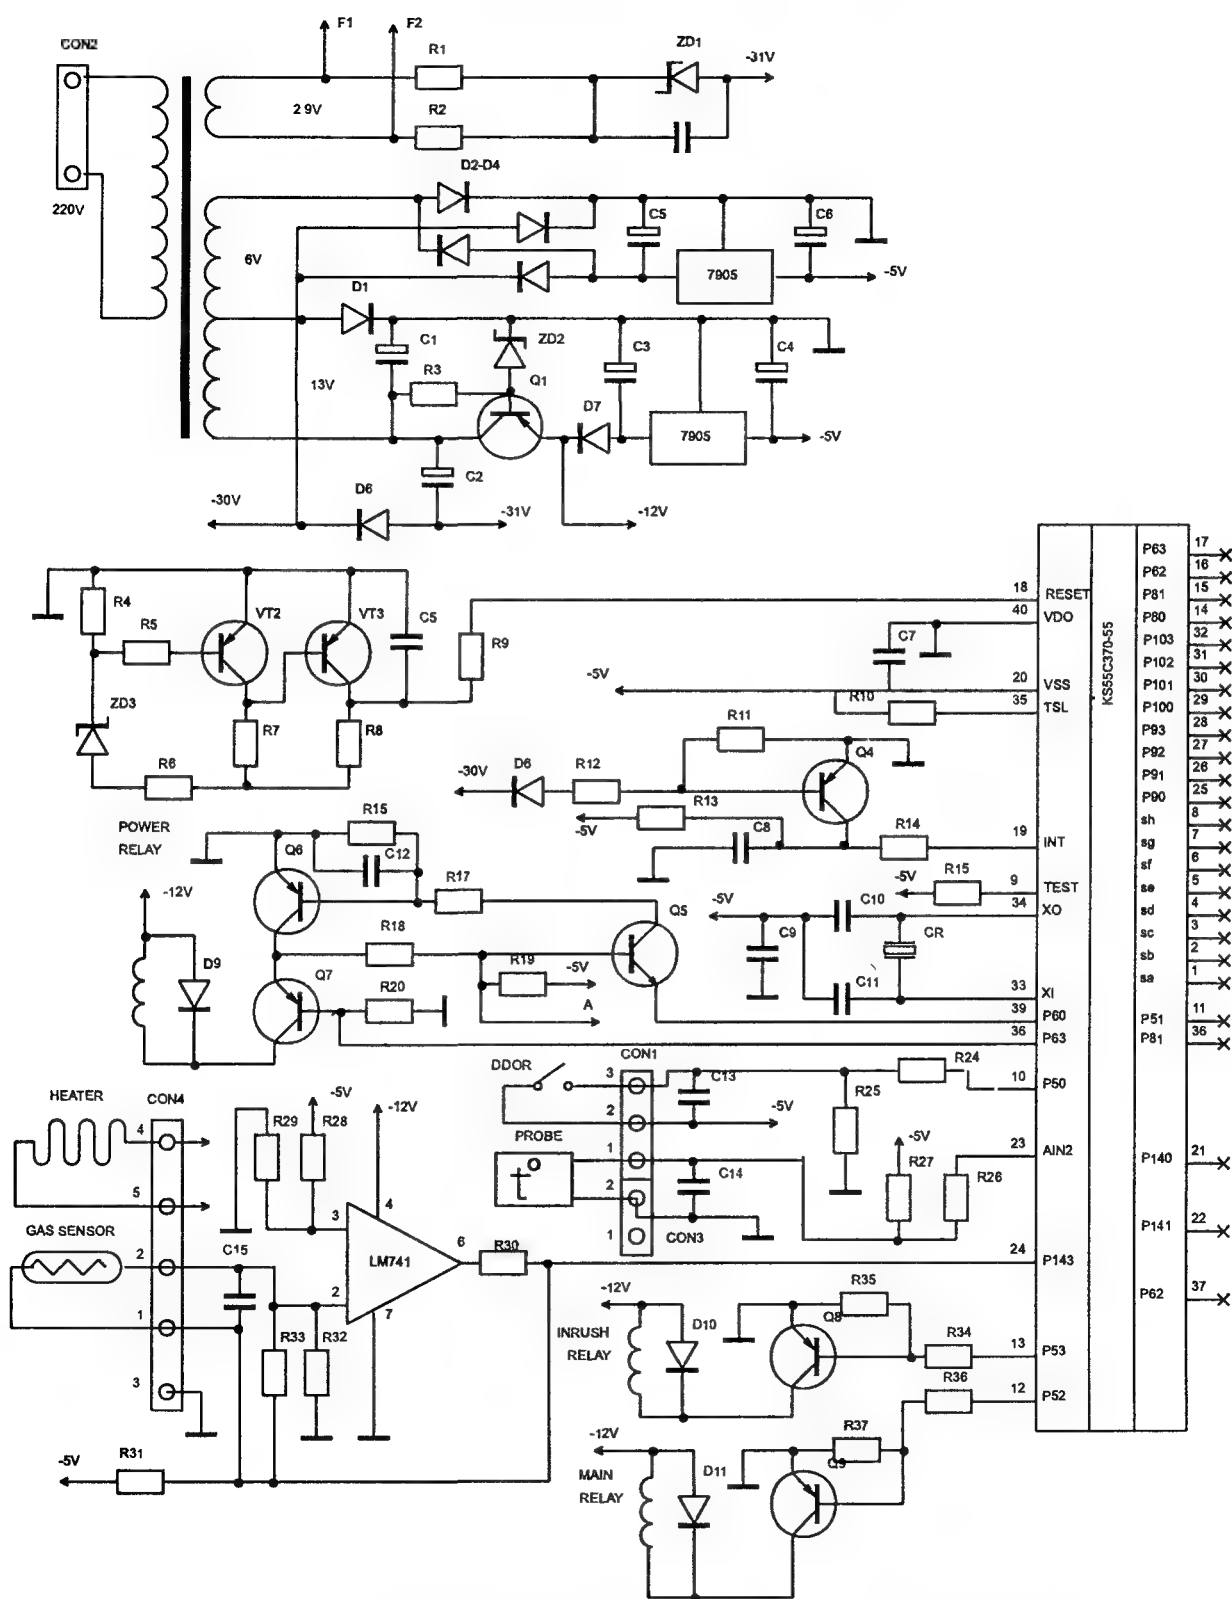 F1
F2
CON2
R1
ZD1
-31V
2 9V
R2
D2-D4
220V
C5
C6
6V
7905
-5V
D1
C1
ZD2
C3
C4
13V
R3
Q1
D7
7905
-5V
C2
D6
-30V
-31V
-12V
R4
VT2
VT3
C5
R5
R9
ZD3
R7
R8
R6
18
RESET
40
VDO
C7
-5V
20
VSS
35
TSL
R10
R11
Q4
-30V
D6
R12
R13
-5V
C8
R14
19
INT
-5V
R15
9
TEST
34
XO
-5V
C10
C9
CR
C11
33
XI
39
P60
36
P63
KS55C370-55
P63
17
P62
16
P81
15
P80
14
P103
32
P102
31
P101
30
P100
29
P93
28
P92
27
P91
26
P90
25
sh
8
sg
7
sf
6
se
5
sd
4
sc
3
sb
2
sa
1
P51
11
P81
36
P140
21
P141
22
P62
37
POWER
RELAY
R15
Q6
C12
-12V
R17
Q5
R18
D9
Q7
R19
-5V
R20
A
DDOR
CON1
3
C13
2
-5V
PROBE
1
t°
2
C14
1
CON3
R24
R25
10
P50
-5V
R27
R26
23
AIN2
24
P143
HEATER
CON4
4
5
GAS SENSOR
2
1
3
C15
R29
-5V
R28
-12V
3
4
LM741
6
R30
2
7
R33
R32
-5V
R31
-12V
INRUSH
RELAY
D10
Q8
R35
R34
13
P53
R36
12
P52
-12V
MAIN
RELAY
D11
R37
Q9